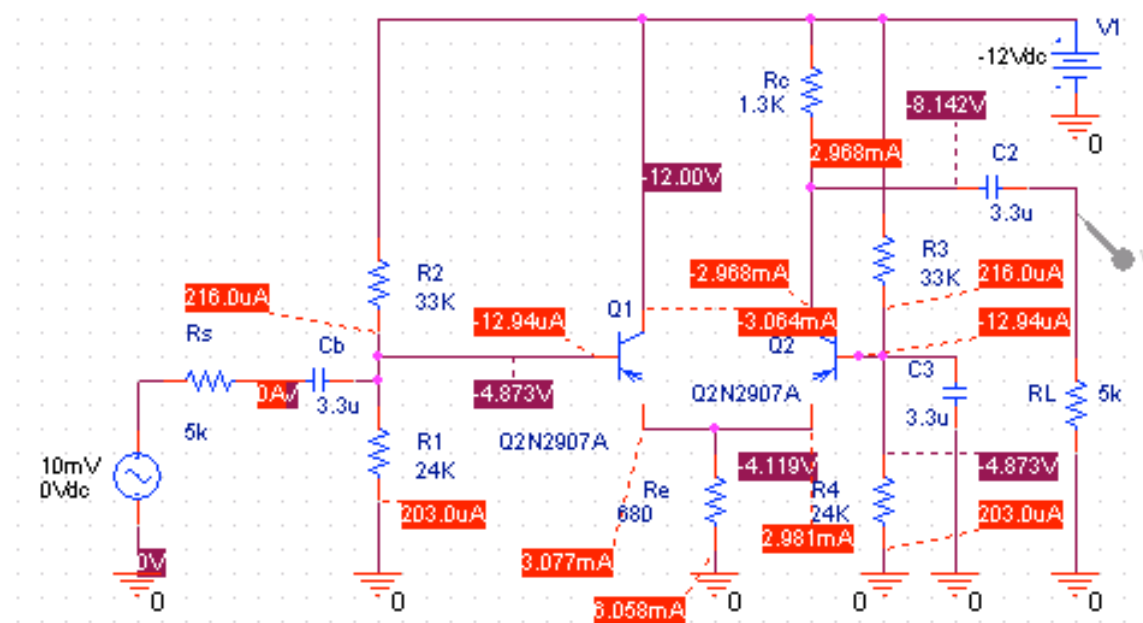 V1
-12Vdc
0
Rc
1.3K
-8.142V
2.968mA
C2
3.3u
-12.00V
R2
33K
R3
33K
216.0uA
-2.968mA
216.0uA
Q1
-12.94uA
-3.064mA
-12.94uA
Rs
Cb
Q2
C3
0A
3.3u
-4.873V
Q2N2907A
3.3u
RL
5k
5k
R1
24K
Q2N2907A
10mV
0Vdc
-4.119V
-4.873V
Re
680
R4
24K
203.0uA
203.0uA
2.981mA
0V
3.077mA
6.058mA
0
0
0
0
0
0